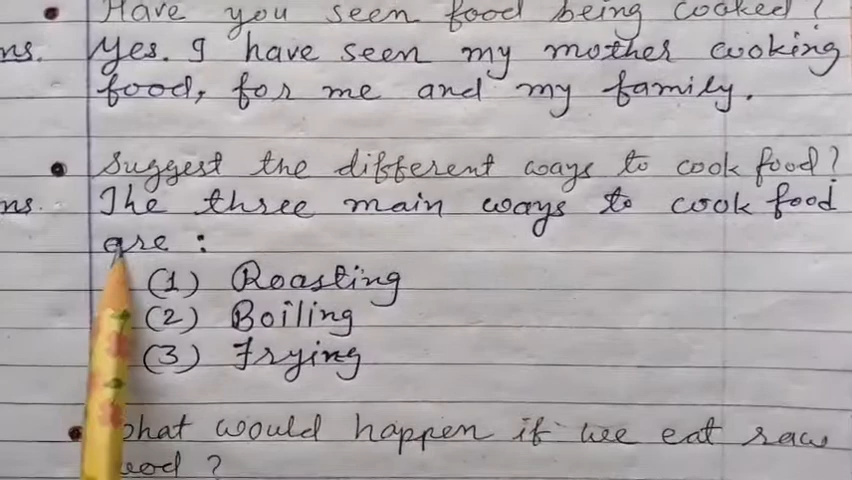 • Have you seen food being cooked?
ns. Yes. I have seen my mother cooking
food, for me and my family.
• Suggest the different ways to cook food?
ns. The three main ways to cook food
are :
(1) Roasting
(2) Boiling
(3) Frying
• what would happen if we eat raw
food ?